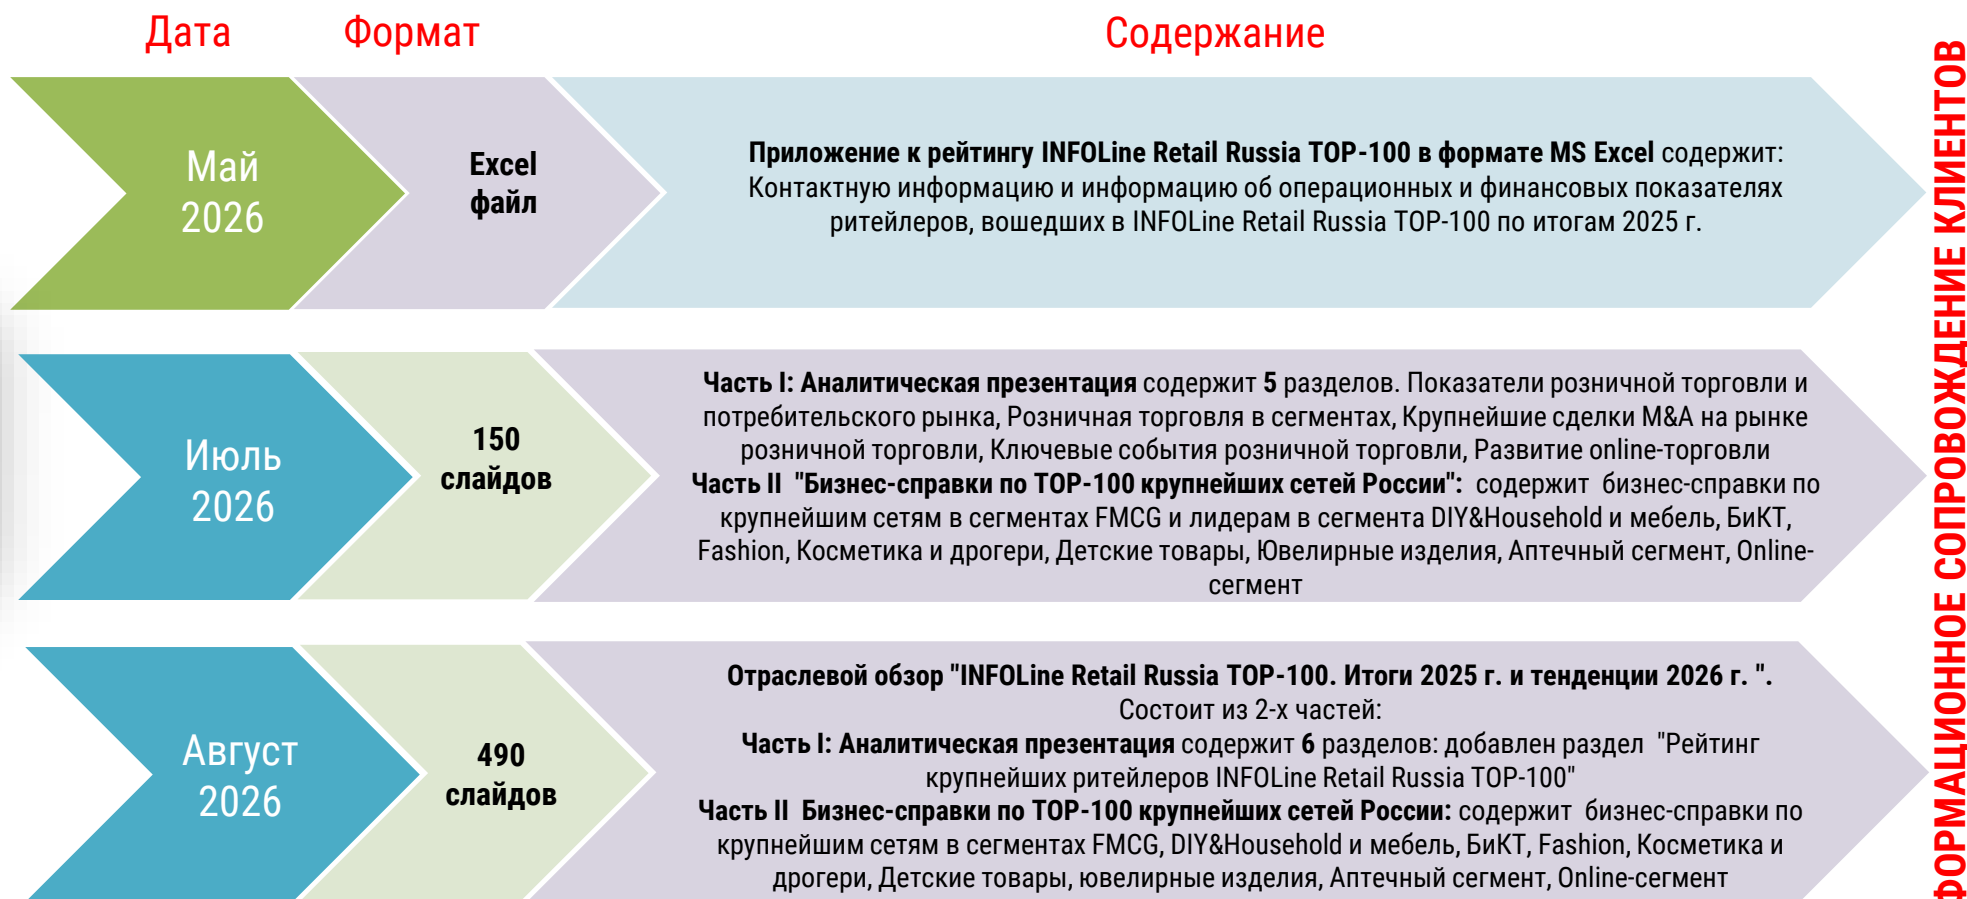 Дата
Формат
Содержание
Май
2026
Excel
файл
Приложение к рейтингу INFOLine Retail Russia TOP-100 в формате MS Excel содержит:
Контактную информацию и информацию об операционных и финансовых показателях
ритейлеров, вошедших в INFOLine Retail Russia TOP-100 по итогам 2025 г.
Июль
2026
150
слайдов
Часть I: Аналитическая презентация содержит 5 разделов. Показатели розничной торговли и
потребительского рынка, Розничная торговля в сегментах, Крупнейшие сделки M&A на рынке
розничной торговли, Ключевые события розничной торговли, Развитие online-торговли
Часть II "Бизнес-справки по TOP-100 крупнейших сетей России": содержит бизнес-справки по
крупнейшим сетям в сегментах FMCG и лидерам в сегмента DIY&Household и мебель, БиКТ,
Fashion, Косметика и дрогери, Детские товары, Ювелирные изделия, Аптечный сегмент, Online-
сегмент
Август
2026
490
слайдов
Отраслевой обзор "INFOLine Retail Russia TOP-100. Итоги 2025 г. и тенденции 2026 г. ".
Состоит из 2-х частей:
Часть I: Аналитическая презентация содержит 6 разделов: добавлен раздел "Рейтинг
крупнейших ритейлеров INFOLine Retail Russia TOP-100"
Часть II Бизнес-справки по TOP-100 крупнейших сетей России: содержит бизнес-справки по
крупнейшим сетям в сегментах FMCG, DIY&Household и мебель, БиКТ, Fashion, Косметика и
дрогери, Детские товары, ювелирные изделия, Аптечный сегмент, Online-сегмент
ФОРМАЦИОННОЕ СОПРОВОЖДЕНИЕ КЛИЕНТОВ